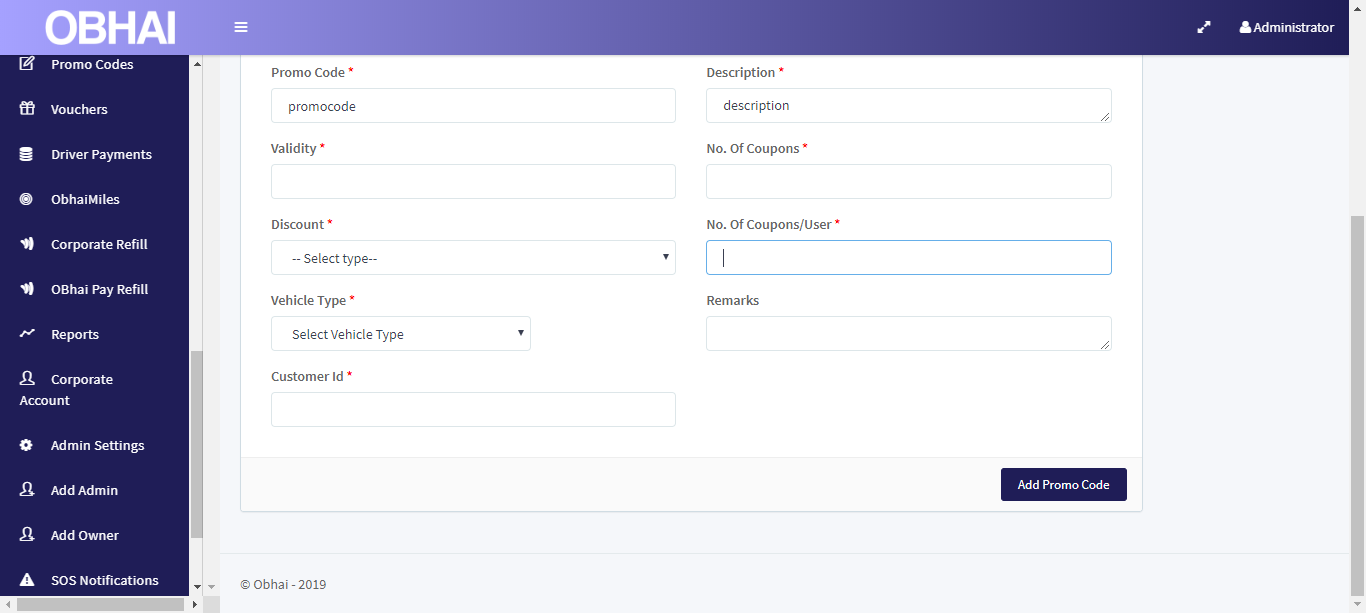 OBHAI
Administrator
Promo Codes
Vouchers
Driver Payments
ObhaiMiles
Corporate Refill
OBhai Pay Refill
Reports
Corporate
Account
Admin Settings
Add Admin
Add Owner
SOS Notifications
Promo Code *
promocode
Description *
description
Validity *
No. Of Coupons *
Discount *
-- Select type--
No. Of Coupons/User *
Vehicle Type *
Select Vehicle Type
Remarks
Customer Id *
Add Promo Code
© Obhai - 2019